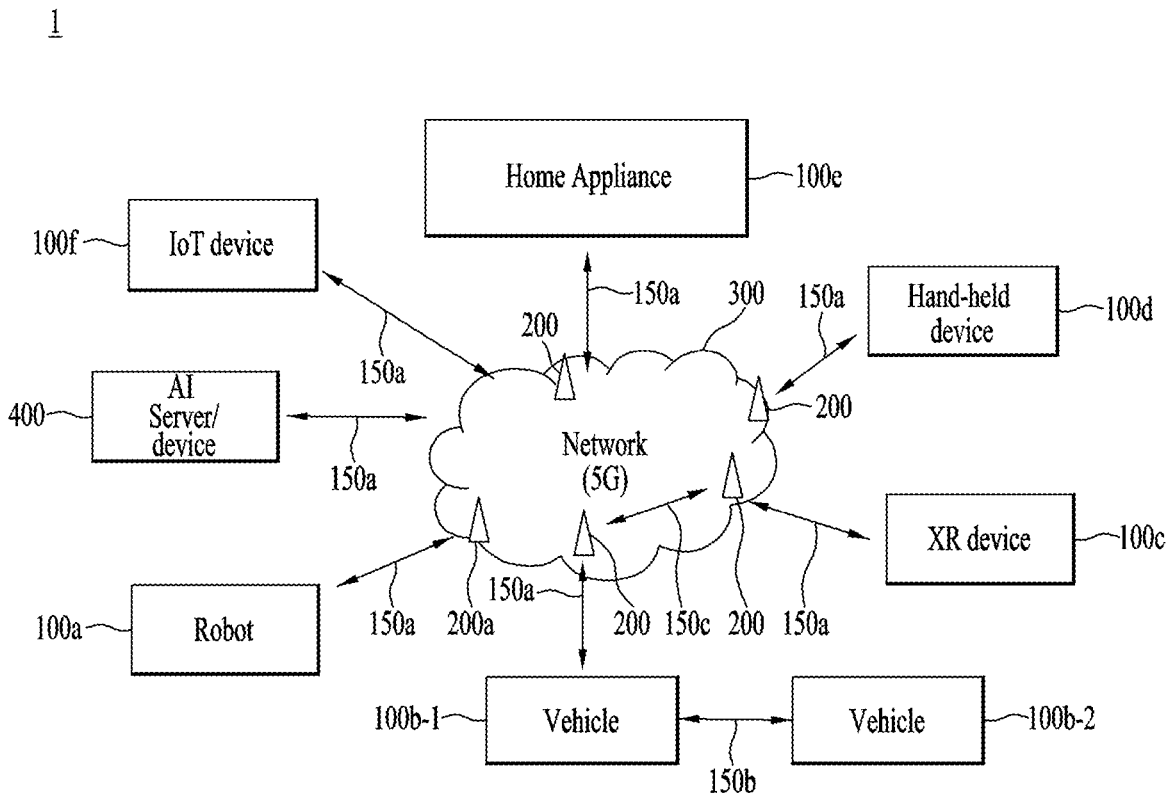 1
Home Appliance
100e
IoT device
100f
150a
300
150a
Hand-held
device
100d
200
150a
AI
Server/
device
400
200
150a
Network
(5G)
XR device
100c
150a
Robot
100a
150a
200a
200
150c
200
150a
Vehicle
100b-1
Vehicle
100b-2
150b